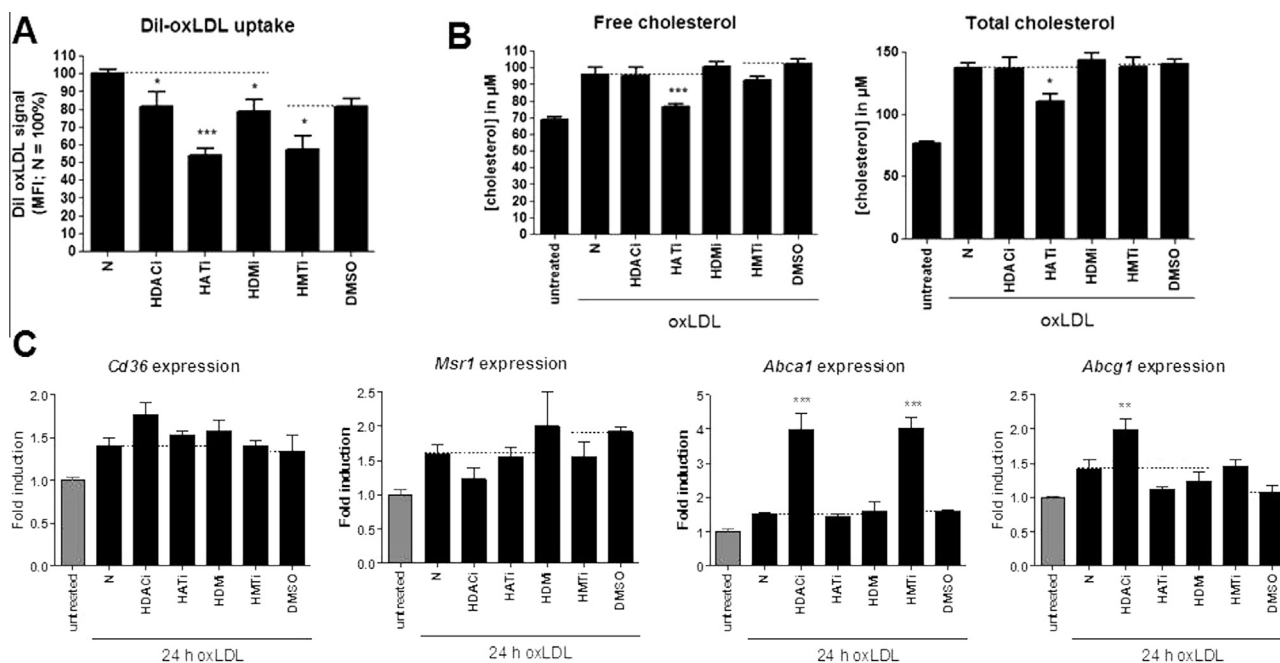 A
DiI-oxLDL uptake
DiI oxLDL signal
(MFI; N = 100%)
110
100
90
80
70
60
50
40
30
20
10
0
*
***
*
*
N
HDACi
HATi
HDMi
HMTi
DMSO
B
Free cholesterol
[cholesterol] in µM
110
100
90
80
70
60
50
40
30
20
10
0
***
untreated
N
HDACi
HATi
HDMi
HMTi
DMSO
oxLDL
Total cholesterol
[cholesterol] in µM
150
100
50
0
*
untreated
N
HDACi
HATi
HDMi
HMTi
DMSO
oxLDL
C
Cd36 expression
Fold induction
2.0
1.5
1.0
0.5
0.0
untreated
N
HDACi
HATi
HDMi
HMTi
DMSO
24 h oxLDL
Msr1 expression
Fold induction
2.5
2.0
1.5
1.0
0.5
0.0
untreated
N
HDACi
HATi
HDMi
HMTi
DMSO
24 h oxLDL
Abca1 expression
Fold induction
5
4
2
1
0
***
***
untreated
N
HDACi
HATi
HDMi
HMTi
DMSO
24 h oxLDL
Abcg1 expression
Fold induction
2.5
2.0
1.5
1.0
0.5
0.0
**
untreated
N
HDACi
HATi
HDMi
HMTi
DMSO
24 h oxLDL